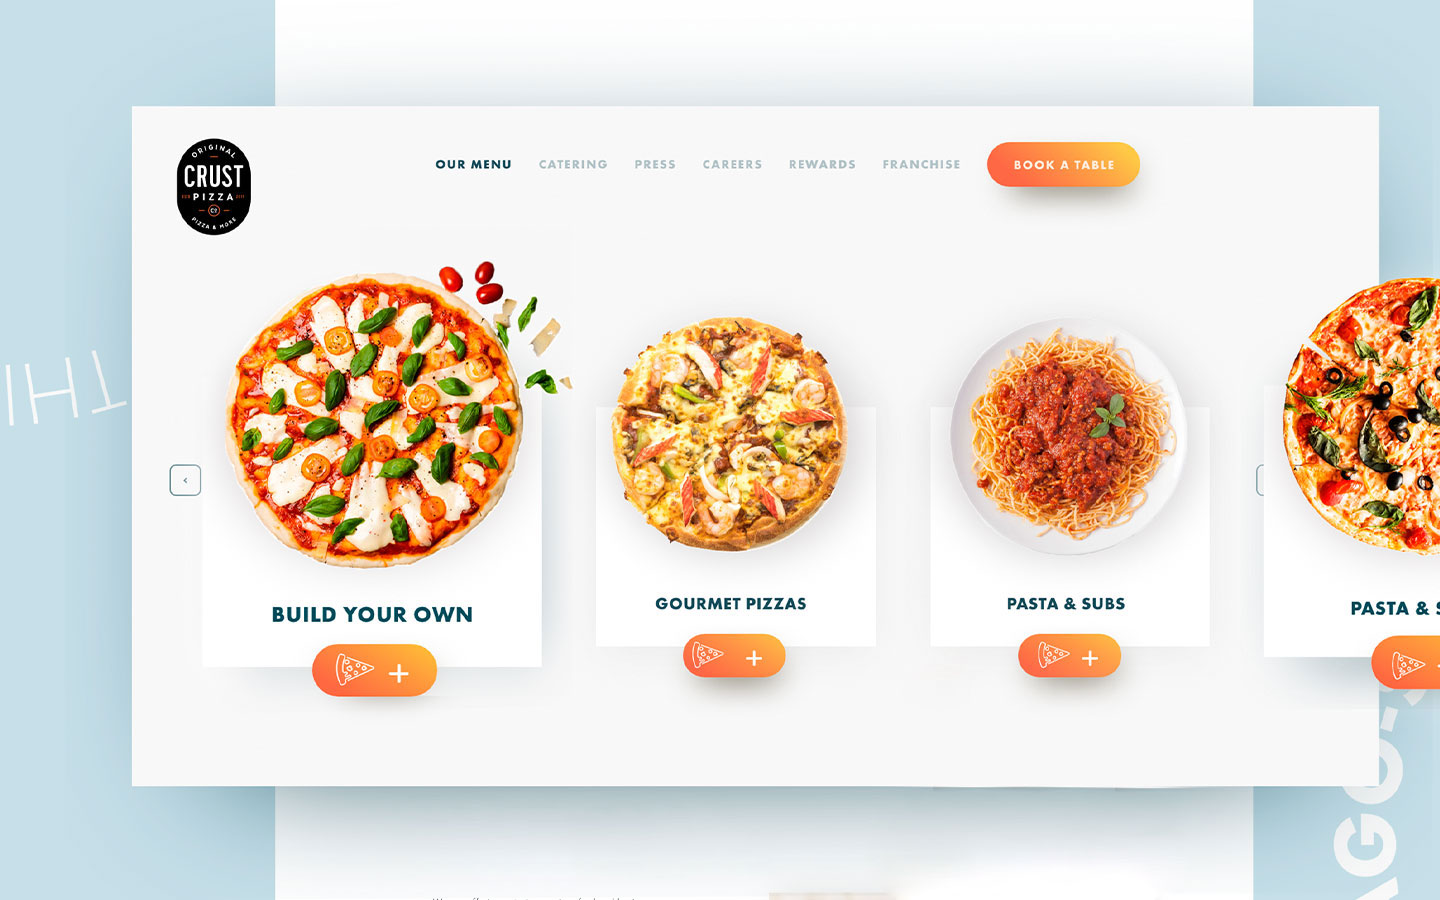 ORIGINAL
CRUST
PIZZA
CO
PIZZA & MORE
OUR MENU
CATERING
PRESS
CAREERS
REWARDS
FRANCHISE
BOOK A TABLE
THI
BUILD YOUR OWN
GOURMET PIZZAS
PASTA & SUBS
PASTA & S
AGO-S